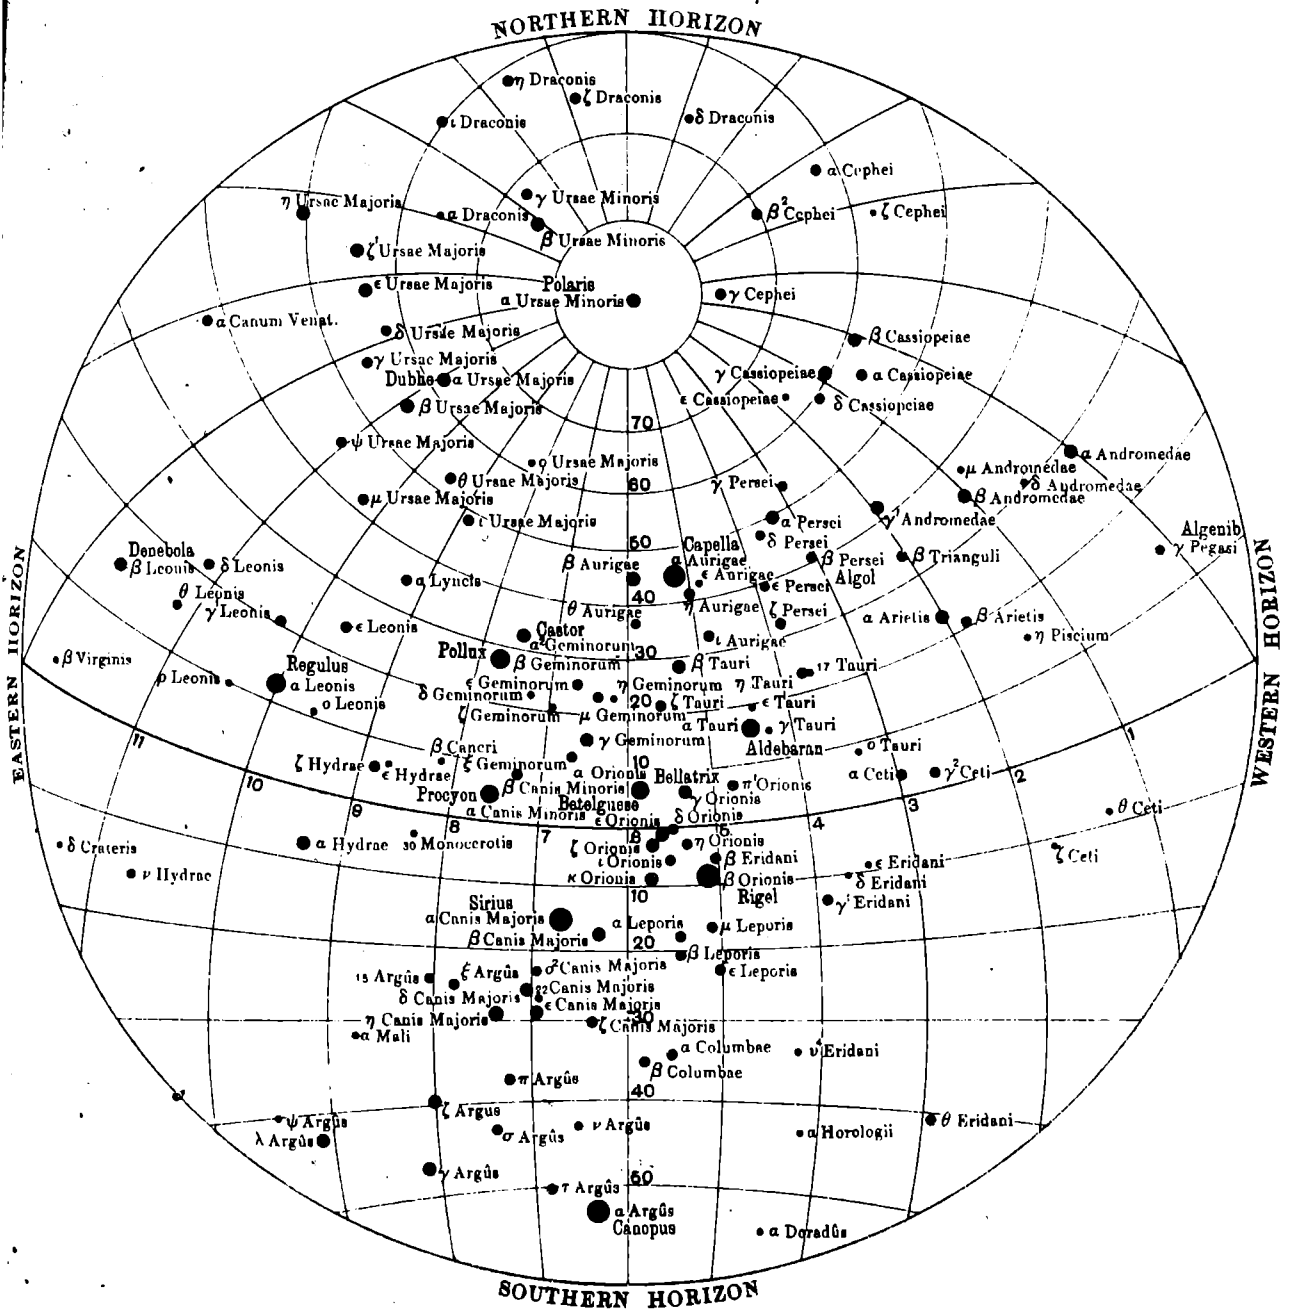 NORTHERN HORIZON
η Draconis
ζ Draconis
ι Draconis
δ Draconis
α Cephei
γ Ursae Minoris
η Ursae Majoris
α Draconis
β² Cephei
ζ Cephei
β Ursae Minoris
ζ¹ Ursae Majoris
ε Ursae Majoris
Polaris
α Ursae Minoris
γ Cephei
α Canum Venat.
δ Ursae Majoris
β Cassiopeiae
γ Ursae Majoris
Dubhe α Ursae Majoris
γ Cassiopeiae
α Cassiopeiae
β Ursae Majoris
ε Cassiopeiae
δ Cassiopeiae
70
ψ Ursae Majoris
ο Ursae Majoris
α Andromedae
μ Andromedae
θ Ursae Majoris
60
γ Persei
δ Andromedae
μ Ursae Majoris
β Andromedae
ι Ursae Majoris
α Persei
γ¹ Andromedae
Algenib
γ Pegasi
50
Capella
δ Persei
Denebola
β Leonis
δ Leonis
β Aurigae
α Aurigae
β Persei
Algol
β Trianguli
α Lyncis
ε Aurigae
ε Persei
EASTERN HORIZON
WESTERN HORIZON
θ Leonis
40
γ Leonis
θ Aurigae
η Aurigae
ζ Persei
α Arietis
β Arietis
ε Leonis
Castor
α² Geminorum
ι Aurigae
η Piscium
Pollux
β Geminorum
30
β Tauri
17 Tauri
β Virginis
Regulus
ρ Leonis
α Leonis
ε Geminorum
η Geminorum
η Tauri
δ Geminorum
20
ζ Tauri
ε Tauri
ο Leonis
ζ Geminorum
μ Geminorum
α Tauri
γ Tauri
Aldebaran
11
γ Geminorum
1
β Cancri
ο Tauri
ζ Hydrae
ε Hydrae
ξ Geminorum
10
α Orionis
Bellatrix
α Ceti
γ² Ceti
2
10
Procyon
β Canis Minoris
γ Orionis
π¹ Orionis
α Canis Minoris
Betelguese
9
8
7
6
5
4
3
θ Ceti
ε Orionis
δ Orionis
δ Crateris
α Hydrae
30 Monocerotis
ζ Orionis
η Orionis
ζ Ceti
ι Orionis
β Eridani
ε Eridani
ν Hydrae
κ Orionis
β Orionis
Rigel
δ Eridani
10
γ¹ Eridani
Sirius
α Canis Majoris
α Leporis
μ Leporis
β Canis Majoris
20
β Leporis
15 Argûs
ξ Argûs
ο² Canis Majoris
ε Leporis
δ Canis Majoris
22 Canis Majoris
ε Canis Majoris
η Canis Majoris
30
ζ Canis Majoris
α Mali
α Columbae
ν⁴ Eridani
β Columbae
π Argûs
40
ζ Argus
ψ Argûs
ν Argûs
θ Eridani
λ Argûs
σ Argûs
α Horologii
γ Argûs
50
τ Argûs
α Argûs
Canopus
α Doradûs
SOUTHERN HORIZON